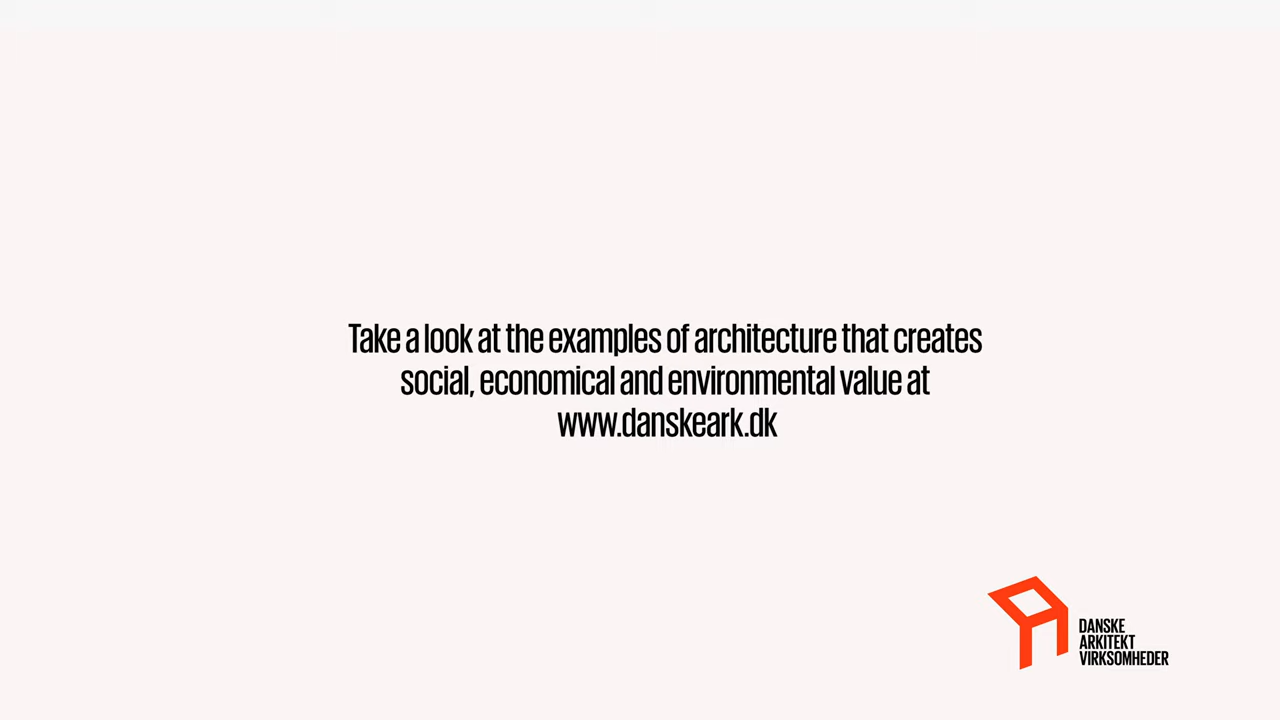 Take a look at the examples of architecture that creates
social, economical and environmental value at
www.danskeark.dk
DANSKE
ARKITEKT
VIRKSOMHEDER